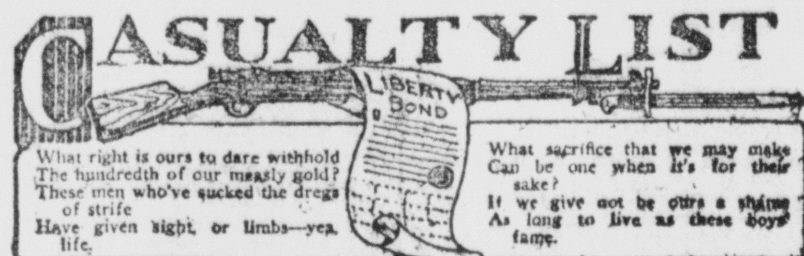 CASUALTY LIST
LIBERTY
BOND
What right is ours to dare withhold
The hundredth of our measly gold?
These men who've sucked the dregs
of strife
Have given sight, or limbs—yea,
life.
What sacrifice that we may make
Can be one when it's for their
sake?
If we give not be ours a shame
As long to live as these boys'
fame.